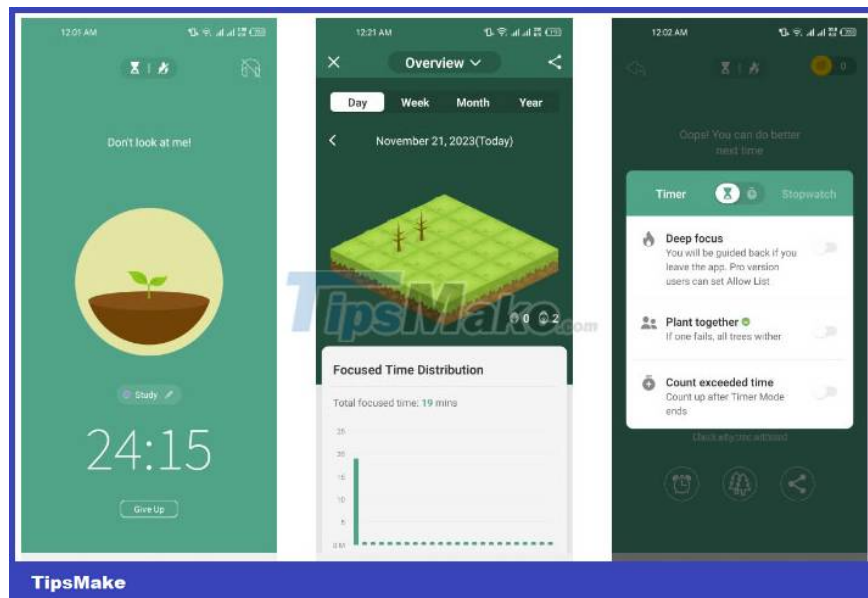 12:01 AM
Don't look at me!
Study
24:15
Give Up
12:21 AM
Overview
Day Week Month Year
November 21, 2023(Today)
0 2
Focused Time Distribution
Total focused time: 19 mins
25
20
15
10
5
0 M
12:02 AM
0
Oops! You can do better
next time
Timer Stopwatch
Deep focus
You will be guided back if you
leave the app. Pro version
users can set Allow List
Plant together
If one fails, all trees wither
Count exceeded time
Count up after Timer Mode
ends
TipsMake.com
TipsMake